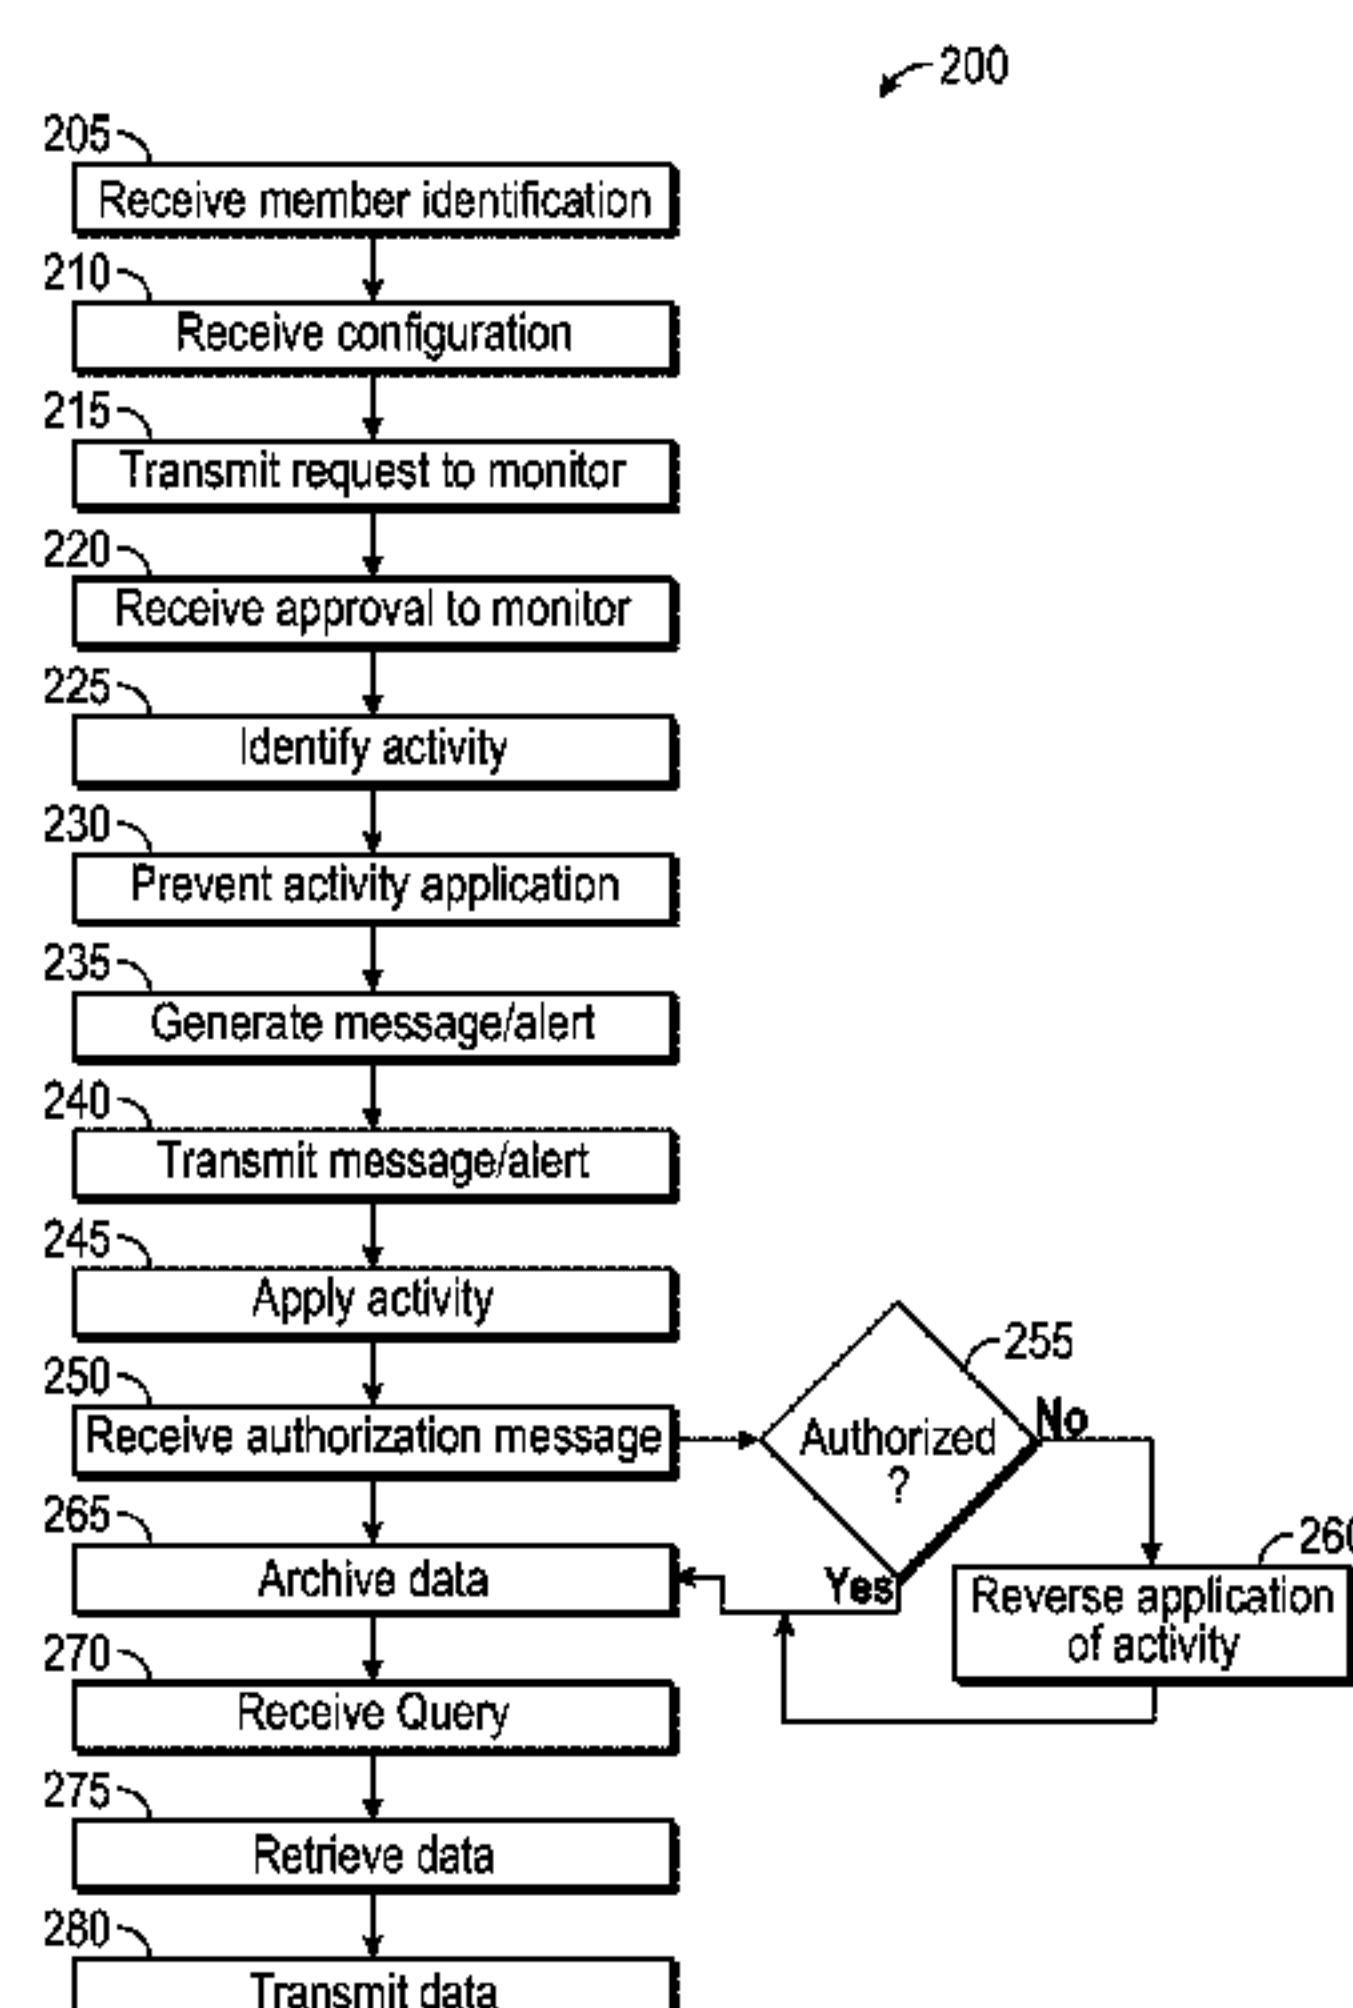 200
205
Receive member identification
210
Receive configuration
215
Transmit request to monitor
220
Receive approval to monitor
225
Identify activity
230
Prevent activity application
235
Generate message/alert
240
Transmit message/alert
245
Apply activity
250
Receive authorization message
255
Authorized
?
No
Yes
260
Reverse application
of activity
265
Archive data
270
Receive Query
275
Retrieve data
280
Transmit data